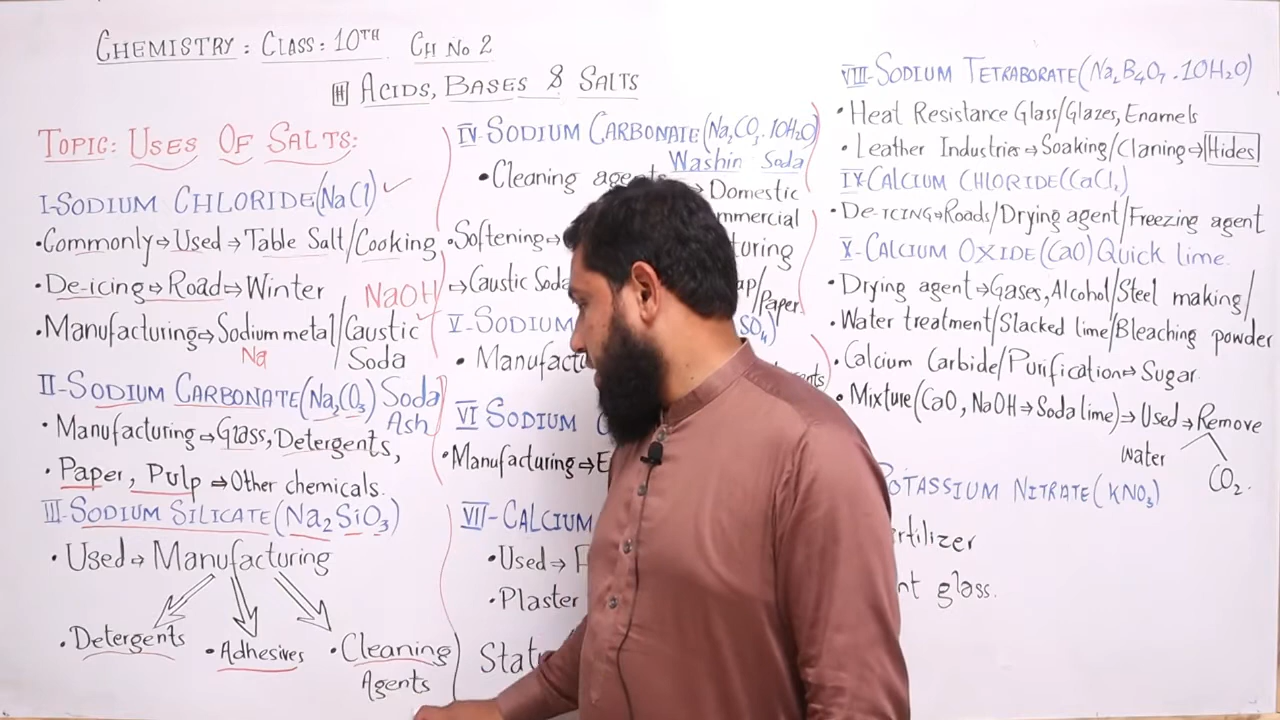 CHEMISTRY: CLASS: 10TH CH NO 2
ACIDS, BASES & SALTS
TOPIC: USES OF SALTS:
I-SODIUM CHLORIDE(NaCl) ✓
•Commonly→Used→Table Salt/Cooking
•De-icing→Road→Winter
NaOH
•Manufacturing→Sodium metal/Caustic
Na
Soda
II-SODIUM CARBONATE(Na2CO3) Soda
Ash
•Manufacturing→Glass, Detergents,
•Paper, Pulp→Other chemicals.
III-SODIUM SILICATE(Na2SiO3)
•Used→Manufacturing
•Detergents •Adhesives •Cleaning
Agents
IV-SODIUM CARBONATE(Na2CO3.10H2O)
Washin Soda
•Cleaning agents→Domestic
•Softening→
→Caustic Soda
/Paper
V-SODIUM SO4)
•
VI SODIUM
•Manufacturing→
VII-CALCIUM
•Used→
•Plaster
VIII-SODIUM TETRABORATE(Na2B4O7.10H2O)
•Heat Resistance Glass/Glazes, Enamels
•Leather Industries→Soaking/Claning→Hides
IX-CALCIUM CHLORIDE(CaCl2)
•De-ICING→Roads/Drying agent/Freezing agent
X-CALCIUM OXIDE(CaO) Quick lime.
•Drying agent→Gases, Alcohol/Steel making/
•Water treatment/Slacked lime/Bleaching powder
•Calcium Carbide/Purification→Sugar.
•Mixture(CaO, NaOH→Soda lime)→Used→Remove
water CO2.
POTASSIUM NITRATE(KNO3)
glass.